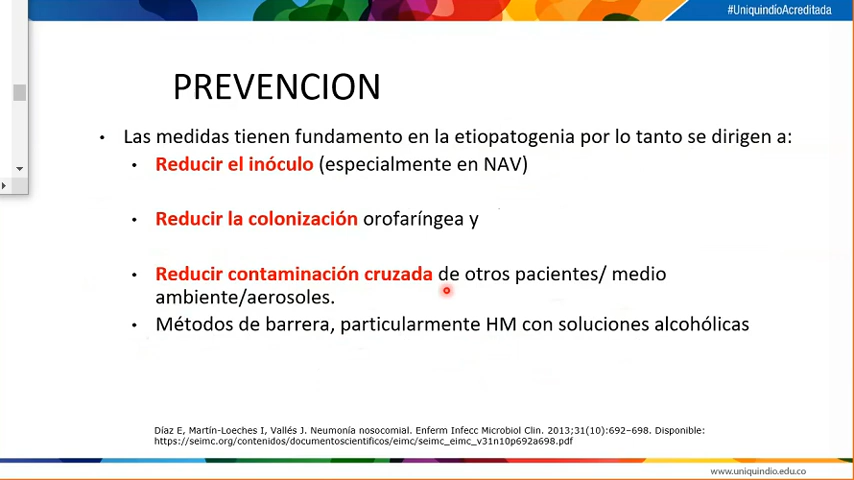 #UniquindíoAcreditada
PREVENCION
• Las medidas tienen fundamento en la etiopatogenia por lo tanto se dirigen a:
• Reducir el inóculo (especialmente en NAV)
• Reducir la colonización orofaríngea y
• Reducir contaminación cruzada de otros pacientes/ medio
ambiente/aerosoles.
• Métodos de barrera, particularmente HM con soluciones alcohólicas
Díaz E, Martín-Loeches I, Vallés J. Neumonía nosocomial. Enferm Infecc Microbiol Clin. 2013;31(10):692–698. Disponible:
https://seimc.org/contenidos/documentoscientificos/eimc/seimc_eimc_v31n10p692a698.pdf
www.uniquindio.edu.co